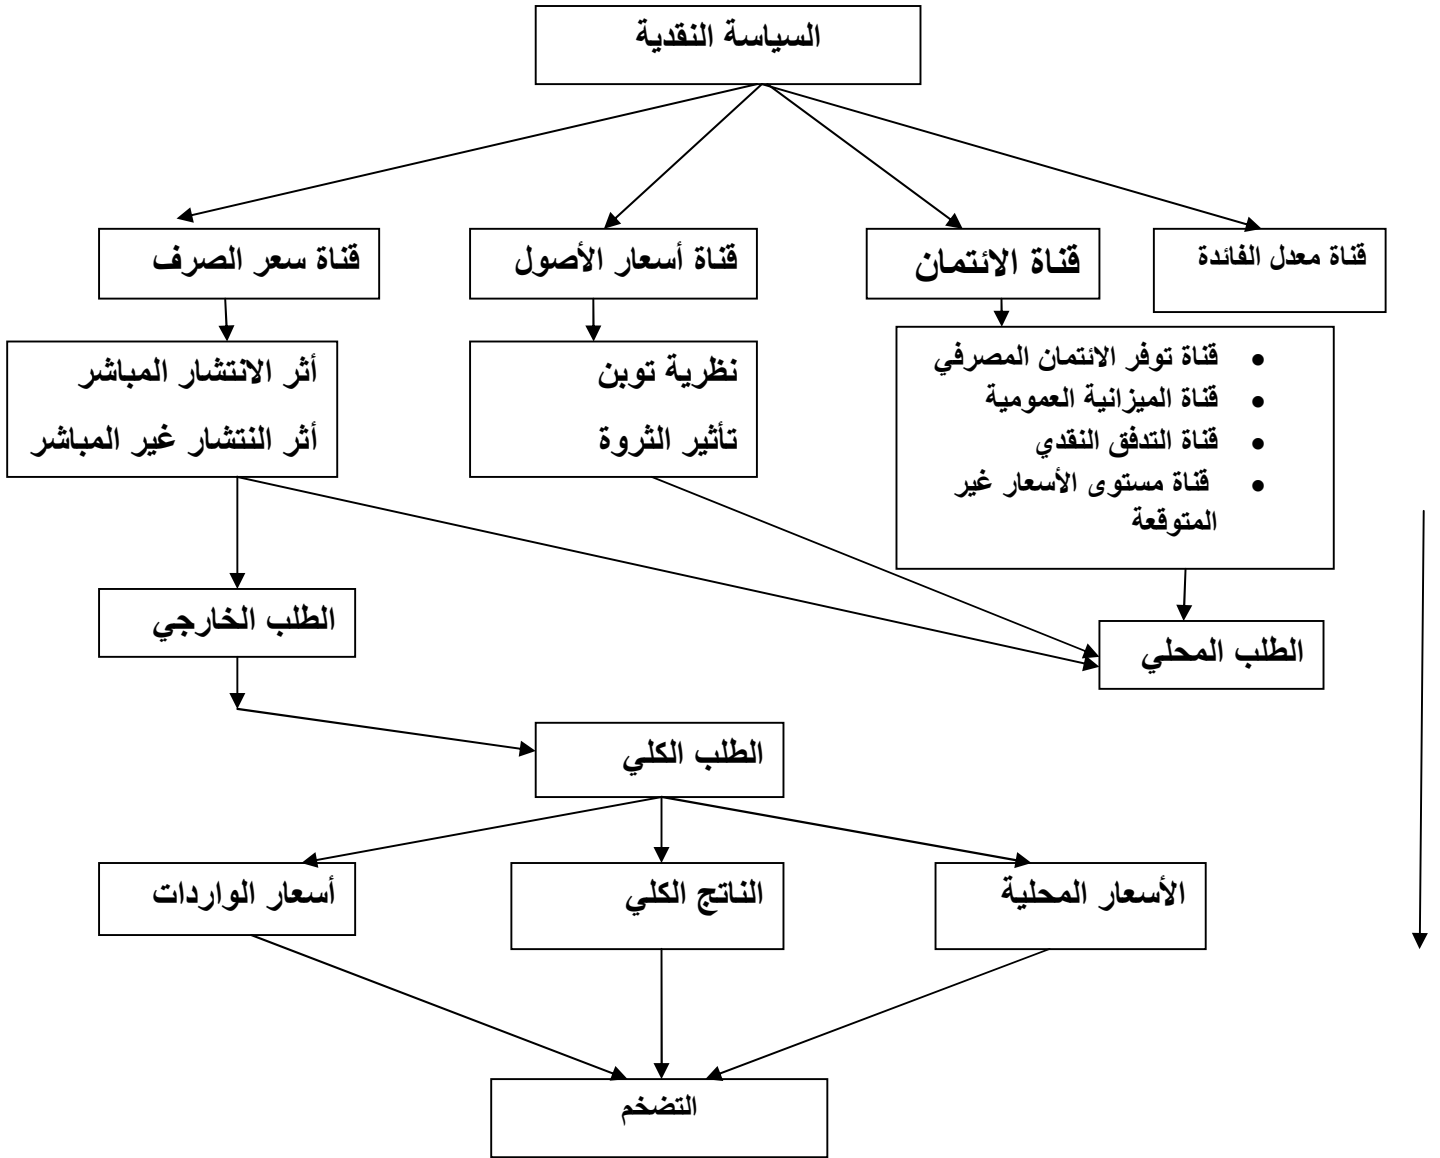 السياسة النقدية
قناة معدل الفائدة
قناة الائتمان
قناة أسعار الأصول
قناة سعر الصرف
• قناة توفر الائتمان المصرفي
• قناة الميزانية العمومية
• قناة التدفق النقدي
• قناة مستوى الأسعار غير
المتوقعة
نظرية توبن
تأثير الثروة
أثر الانتشار المباشر
أثر النتشار غير المباشر
الطلب المحلي
الطلب الخارجي
الطلب الكلي
الأسعار المحلية
الناتج الكلي
أسعار الواردات
التضخم